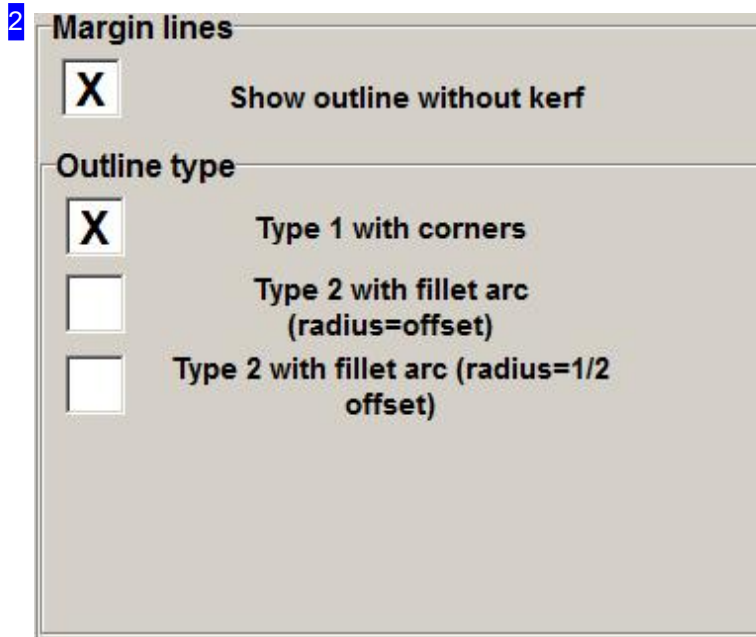 2
Margin lines
X
Show outline without kerf
Outline type
X
Type 1 with corners
Type 2 with fillet arc
(radius=offset)
Type 2 with fillet arc (radius=1/2
offset)